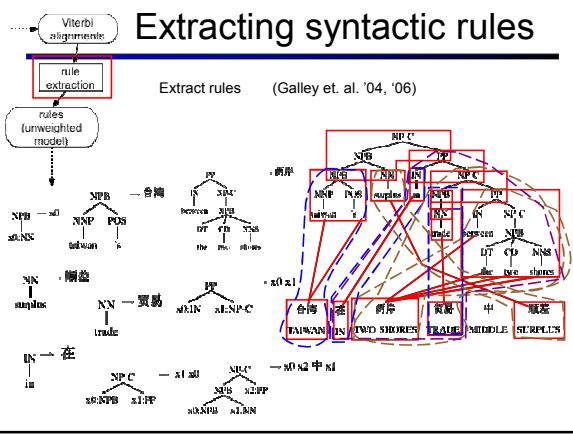 Extracting syntactic rules
Viterbi
alignments
rule
extraction
rules
(unweighted
model)
Extract rules (Galley et. al. '04, '06)
NPB → x0
x0:NN
NPB → 台湾
NNP POS
taiwan 's
PP → 两岸
IN NP-C
between NPB
DT CD NNS
the two shores
NN → 顺差
surplus
NN → 贸易
trade
PP → x0 x1
x0:IN x1:NP-C
IN → 在
in
NP-C → x1 x0
x0:NPB x1:PP
NP-C → x0 x2 中 x1
NPB x2:PP
x0:NPB x1:NN
NP-C
NPB PP
NPB NN IN NP-C
NNP POS surplus in NPB PP
taiwan 's NN IN NP-C
trade between NPB
DT CD NNS
the two shores
台湾 在 两岸 贸易 中 顺差
TAIWAN IN TWO SHORES TRADE MIDDLE SURPLUS